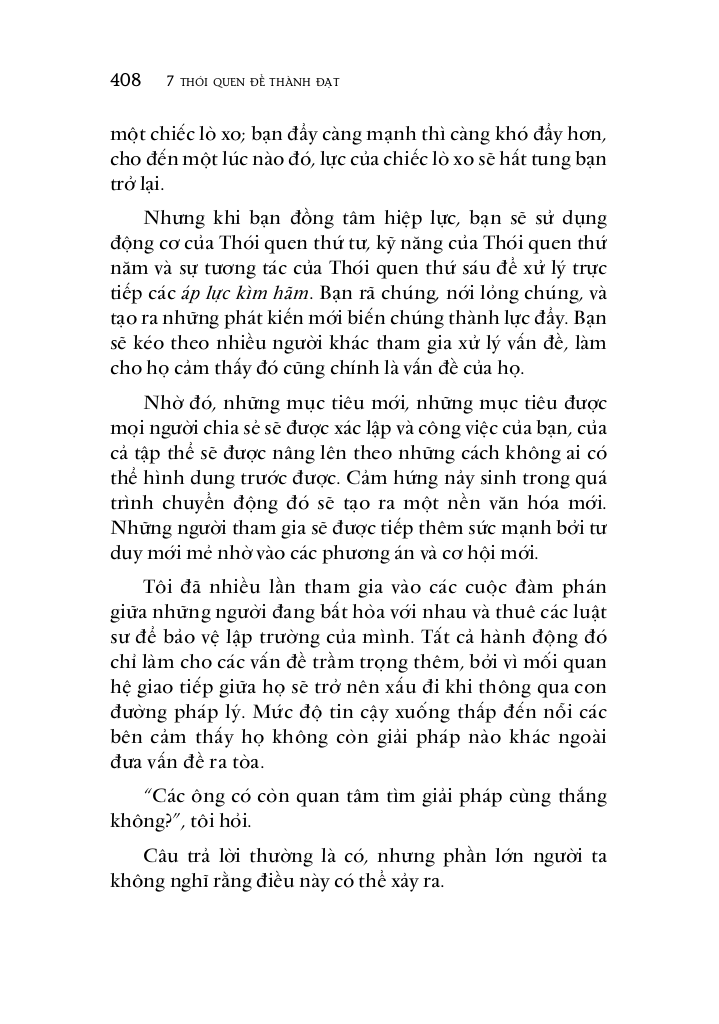 408 7 THÓI QUEN ĐỂ THÀNH ĐẠT
một chiếc lò xo; bạn đẩy càng mạnh thì càng khó đẩy hơn,
cho đến một lúc nào đó, lực của chiếc lò xo sẽ hất tung bạn
trở lại.
Nhưng khi bạn đồng tâm hiệp lực, bạn sẽ sử dụng
động cơ của Thói quen thứ tư, kỹ năng của Thói quen thứ
năm và sự tương tác của Thói quen thứ sáu để xử lý trực
tiếp các áp lực kìm hãm. Bạn rã chúng, nới lỏng chúng, và
tạo ra những phát kiến mới biến chúng thành lực đẩy. Bạn
sẽ kéo theo nhiều người khác tham gia xử lý vấn đề, làm
cho họ cảm thấy đó cũng chính là vấn đề của họ.
Nhờ đó, những mục tiêu mới, những mục tiêu được
mọi người chia sẻ sẽ được xác lập và công việc của bạn, của
cả tập thể sẽ được nâng lên theo những cách không ai có
thể hình dung trước được. Cảm hứng nảy sinh trong quá
trình chuyển động đó sẽ tạo ra một nền văn hóa mới.
Những người tham gia sẽ được tiếp thêm sức mạnh bởi tư
duy mới mẻ nhờ vào các phương án và cơ hội mới.
Tôi đã nhiều lần tham gia vào các cuộc đàm phán
giữa những người đang bất hòa với nhau và thuê các luật
sư để bảo vệ lập trường của mình. Tất cả hành động đó
chỉ làm cho các vấn đề trầm trọng thêm, bởi vì mối quan
hệ giao tiếp giữa họ sẽ trở nên xấu đi khi thông qua con
đường pháp lý. Mức độ tin cậy xuống thấp đến nỗi các
bên cảm thấy họ không còn giải pháp nào khác ngoài
đưa vấn đề ra tòa.
“Các ông có còn quan tâm tìm giải pháp cùng thắng
không?”, tôi hỏi.
Câu trả lời thường là có, nhưng phần lớn người ta
không nghĩ rằng điều này có thể xảy ra.